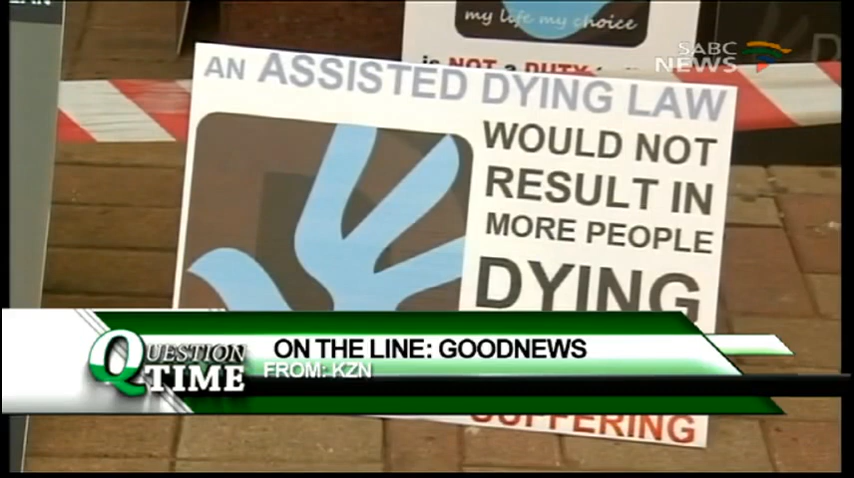 my life my choice
is NOT a DUTY
SABC
NEWS
AN ASSISTED DYING LAW
WOULD NOT
RESULT IN
MORE PEOPLE
DYING
QUESTION
TIME
ON THE LINE: GOODNEWS
FROM: KZN
SUFFERING